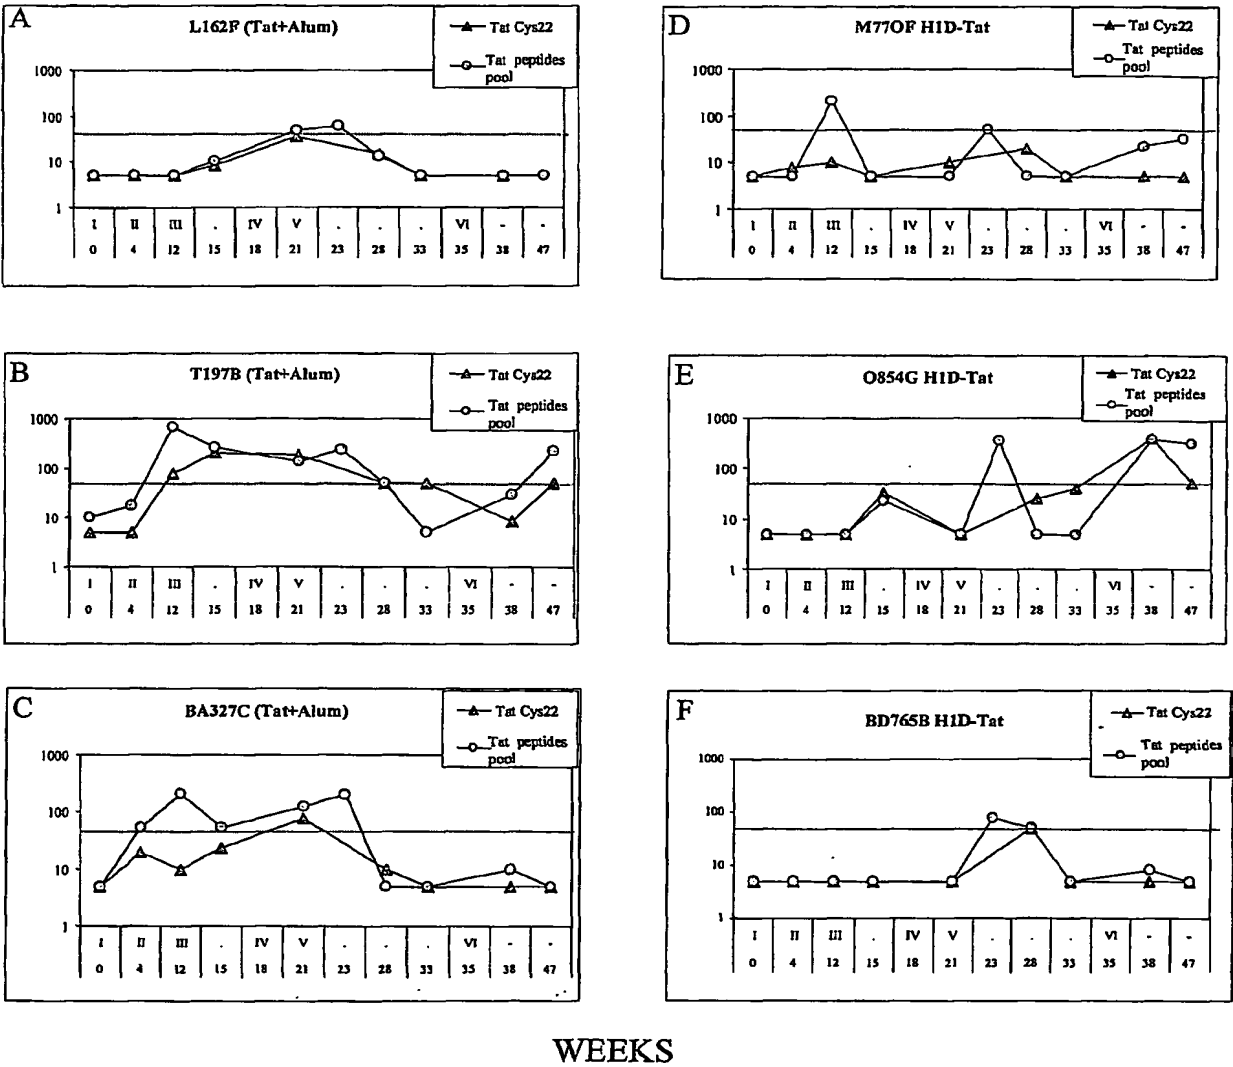 A
L162F (Tat+Alum)
Tat Cys22
Tat peptides
pool
1000
100
10
1
I II III . IV V . . . VI - -
0 4 12 15 18 21 23 28 33 35 38 47
D
M77OF H1D-Tat
Tat Cys22
Tat peptides
pool
1000
100
10
1
I II III . IV V . . . VI - -
0 4 12 15 18 21 23 28 33 35 38 47
B
T197B (Tat+Alum)
Tat Cys22
Tat peptides
pool
1000
100
10
1
I II III . IV V . . . VI - -
0 4 12 15 18 21 23 28 33 35 38 47
E
O854G H1D-Tat
Tat Cys22
Tat peptides
pool
1000
100
10
1
I II III . IV V . . . VI - -
0 4 12 15 18 21 23 28 33 35 38 47
C
BA327C (Tat+Alum)
Tat Cys22
Tat peptides
pool
1000
100
10
1
I II III . IV V . . . VI - -
0 4 12 15 18 21 23 28 33 35 38 47
F
BD765B H1D-Tat
Tat Cys22
Tat peptides
pool
1000
100
10
1
I II III . IV V . . . VI - -
0 4 12 15 18 21 23 28 33 35 38 47
WEEKS